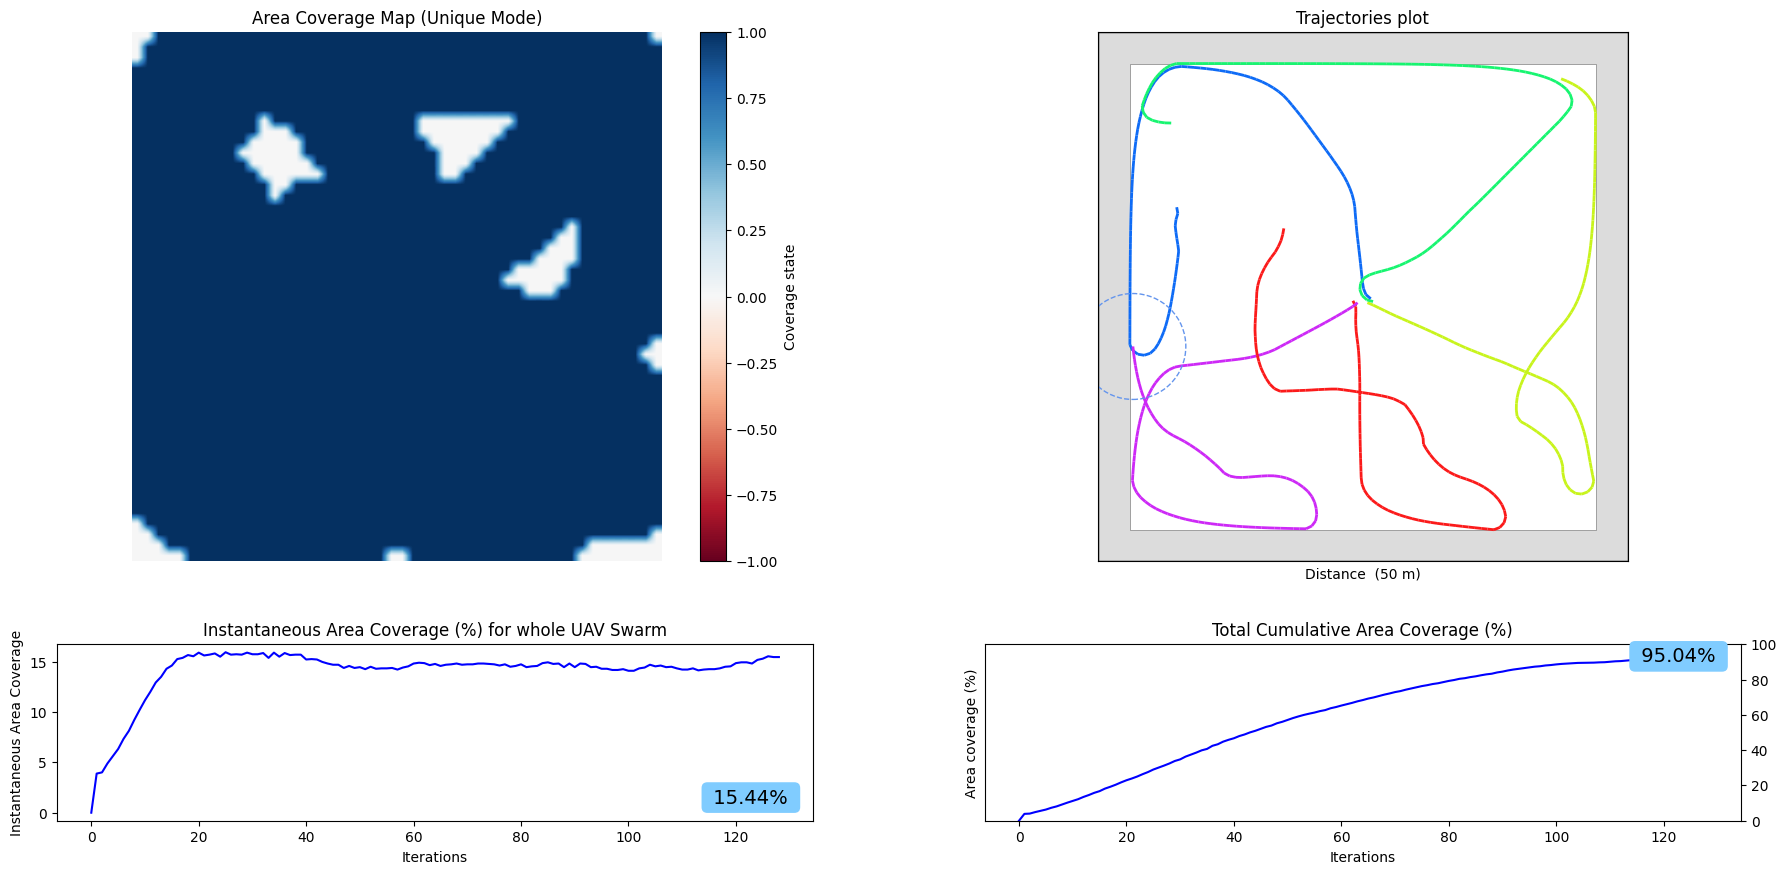 Area Coverage Map (Unique Mode)
1.00
0.75
0.50
0.25
0.00
−0.25
−0.50
−0.75
−1.00
Coverage state
Trajectories plot
Distance  (50 m)
Instantaneous Area Coverage (%) for whole UAV Swarm
Instantaneous Area Coverage
15
10
5
0
15.44%
0 20 40 60 80 100 120
Iterations
Total Cumulative Area Coverage (%)
Area coverage (%)
95.04%
100
80
60
40
20
0
0 20 40 60 80 100 120
Iterations